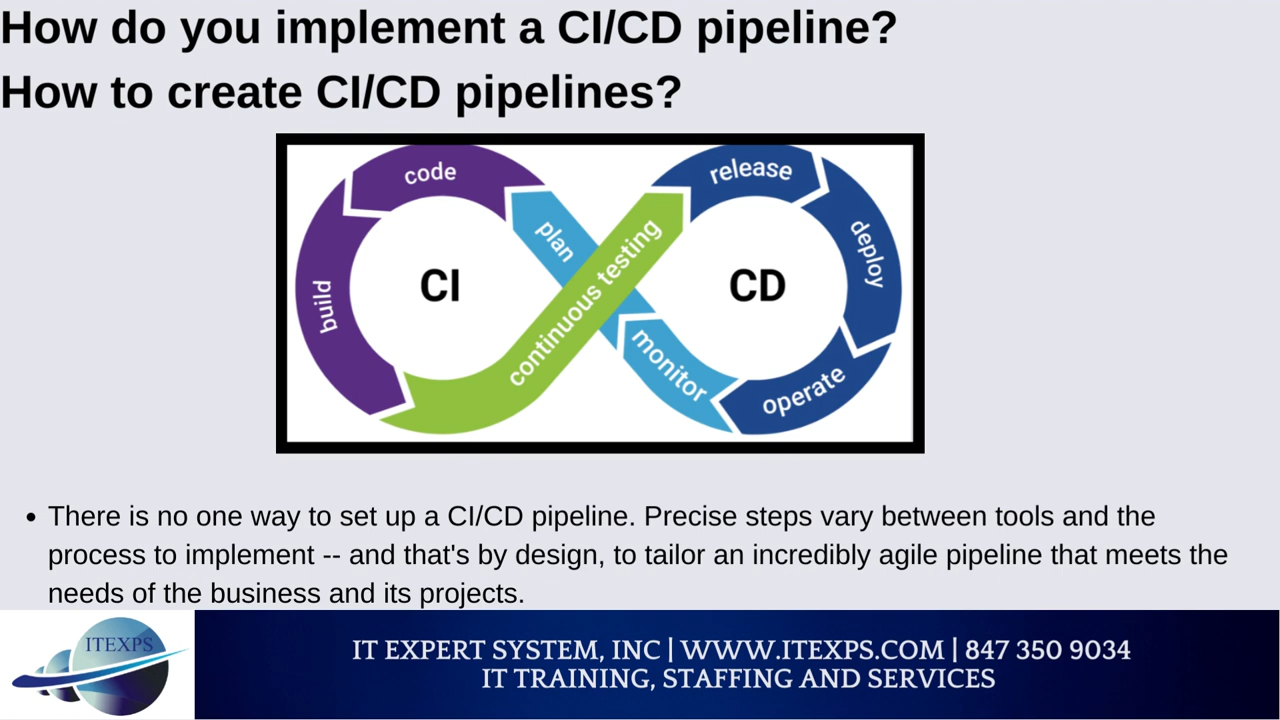 How do you implement a CI/CD pipeline?
How to create CI/CD pipelines?
code
release
plan
deploy
build
CI
continuous testing
CD
monitor
operate
• There is no one way to set up a CI/CD pipeline. Precise steps vary between tools and the
process to implement -- and that's by design, to tailor an incredibly agile pipeline that meets the
needs of the business and its projects.
ITEXPS
IT EXPERT SYSTEM, INC | WWW.ITEXPS.COM | 847 350 9034
IT TRAINING, STAFFING AND SERVICES